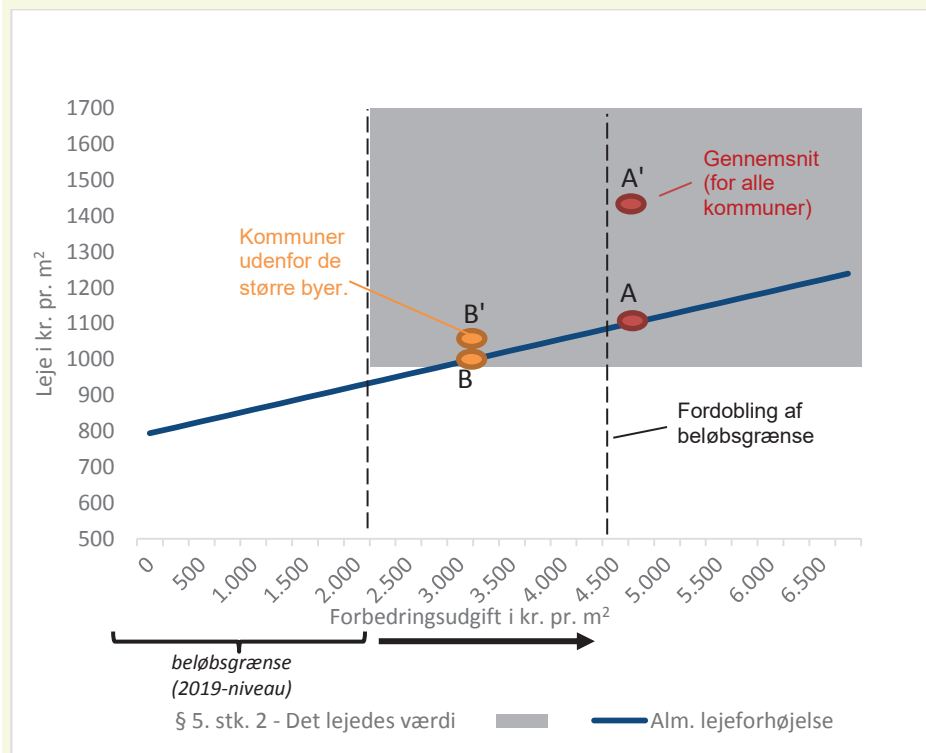 1700
1600
1500
1400
1300
1200
1100
1000
900
800
700
600
500
Leje i kr. pr. m²
Kommuner
udenfor de
større byer.
B'
B
A'
A
Gennemsnit
(for alle
kommuner)
Fordobling af
beløbsgrænse
0
500
1.000
1.500
2.000
2.500
3.000
3.500
4.000
4.500
5.000
6.000
6.500
Forbedringsudgift i kr. pr. m²
beløbsgrænse
(2019-niveau)
§ 5. stk. 2 - Det lejedes værdi
Alm. lejeforhøjelse